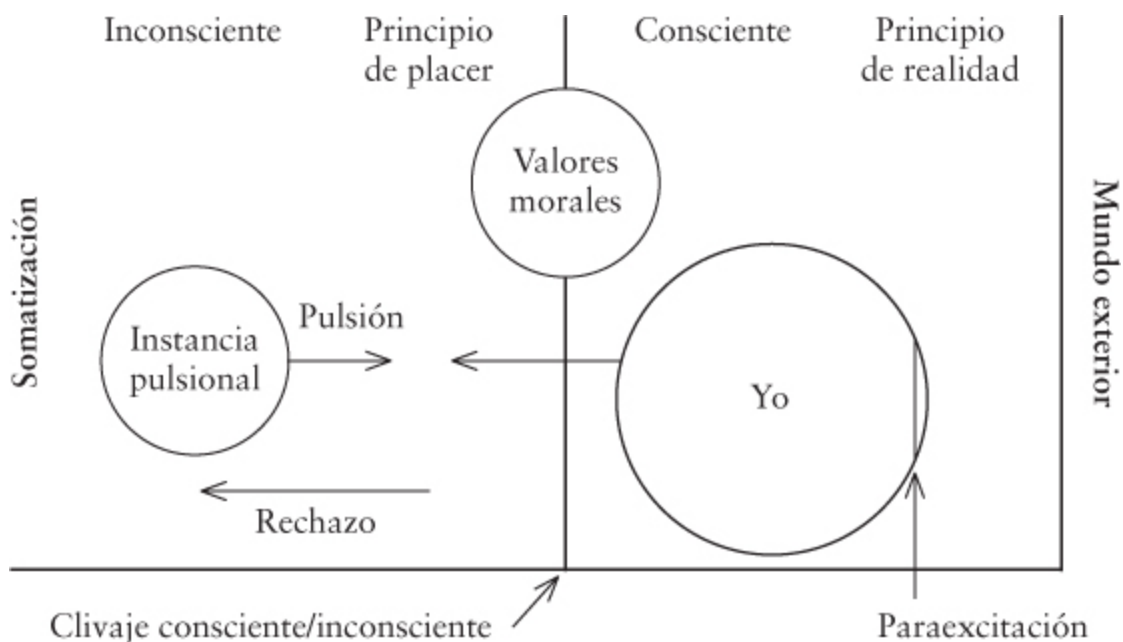 Inconsciente
Principio
de placer
Consciente
Principio
de realidad
Valores
morales
Somatización
Mundo exterior
Pulsión
Instancia
pulsional
Yo
Rechazo
Clivaje consciente/inconsciente
Paraexcitación